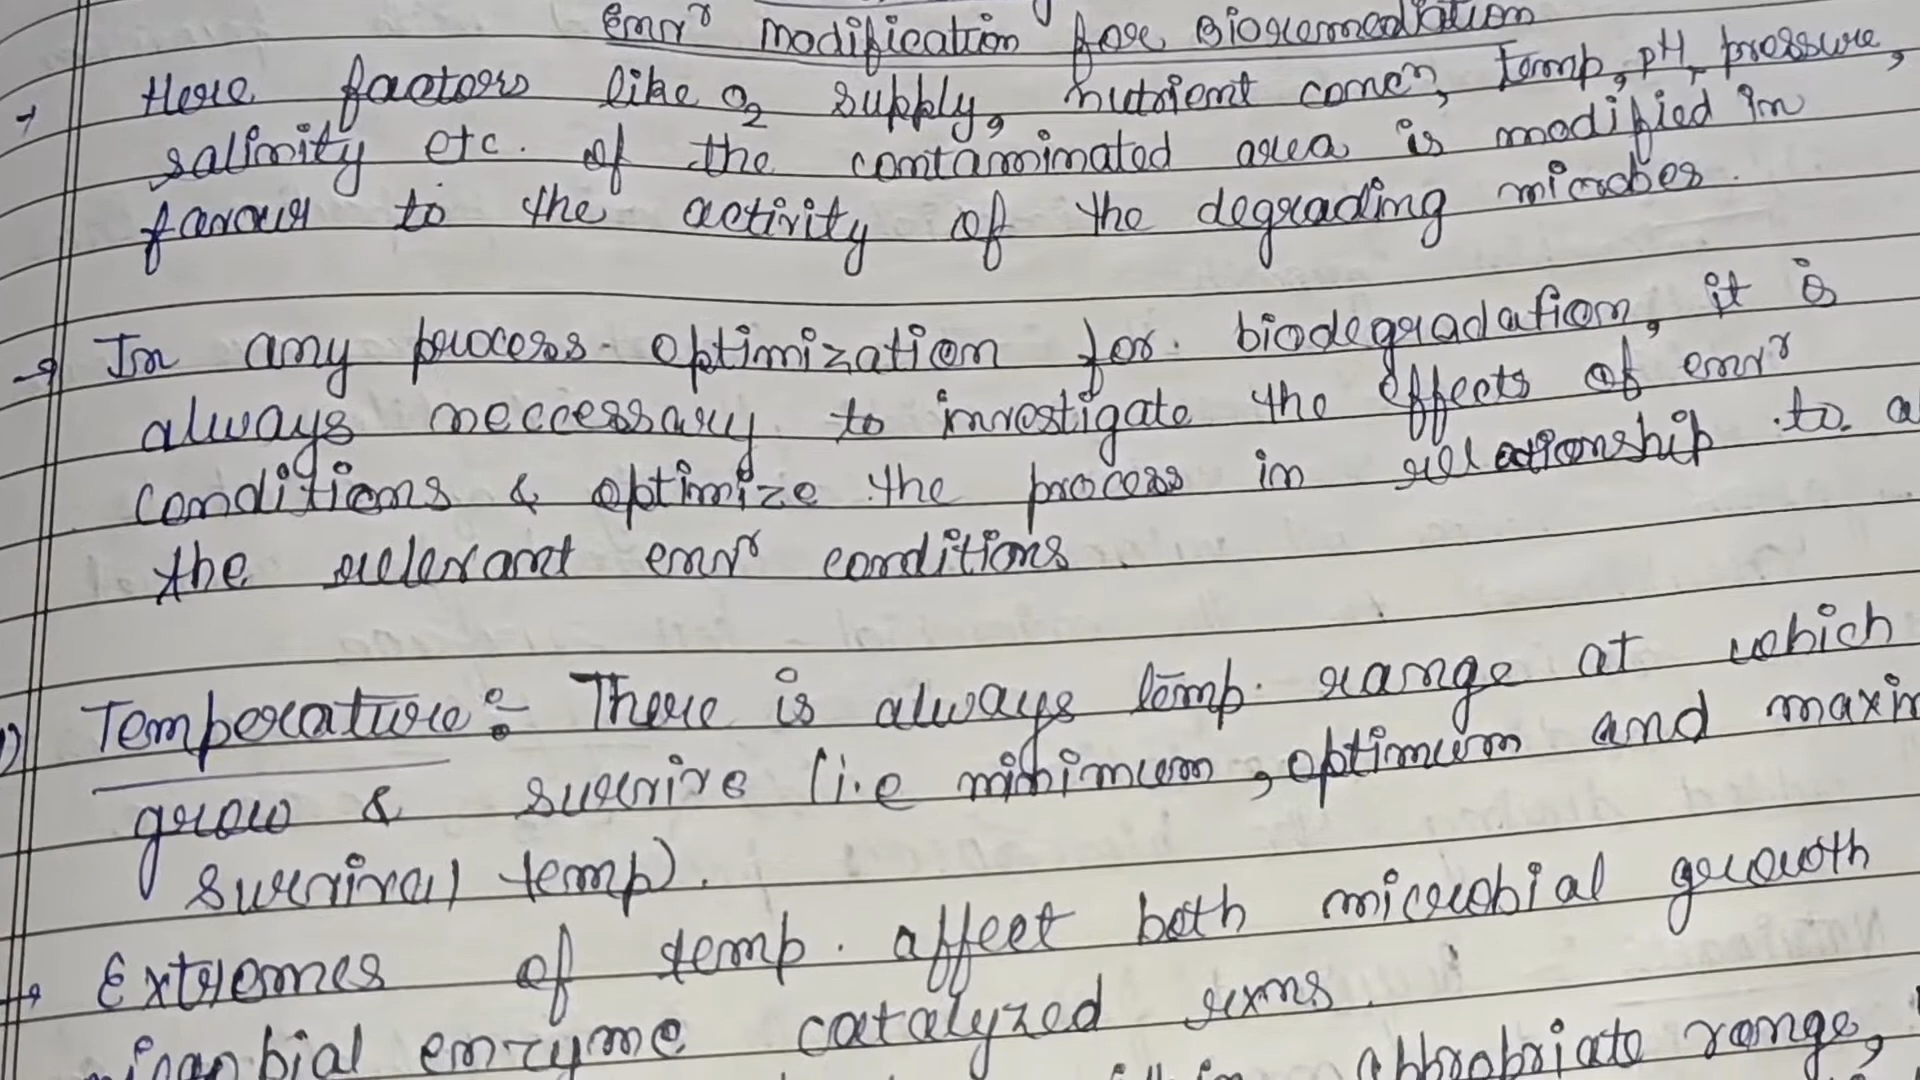 Envrr modification for Bioremediation
→ Here factors like O2 supply, nutrient concn, temp, pH, pressure,
salinity etc. of the contaminated area is modified in
favour to the activity of the degrading microbes.
→ In any process optimization for biodegradation, it is
always neccessary to investigate the effects of envrr
conditions & optimize the process in relationship to a
the relevant envrr conditions
1) Temperature:- There is always temp. range at which
grow & survive (i.e minimum, optimum and maxim
survival temp).
→ Extremes of temp. affect both microbial growth
microbial enzyme catalyzed rxns.
appropriate range,